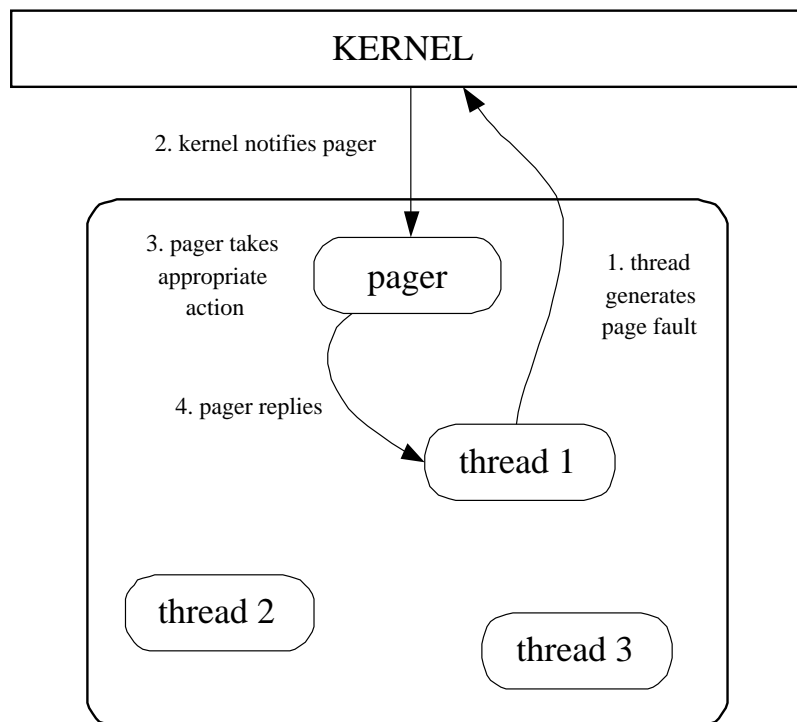 KERNEL
2. kernel notifies pager
3. pager takes
appropriate
action
pager
1. thread
generates
page fault
4. pager replies
thread 1
thread 2
thread 3